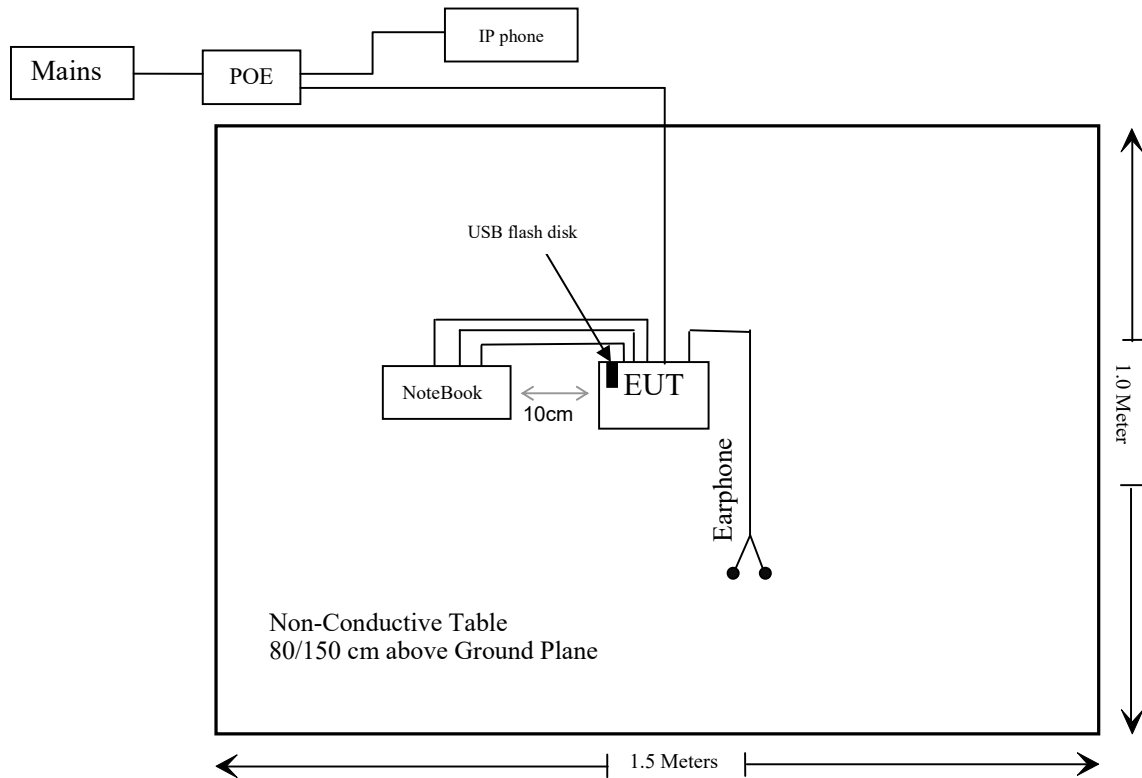 IP phone
Mains
POE
USB flash disk
NoteBook
10cm
EUT
Earphone
1.0 Meter
Non-Conductive Table
80/150 cm above Ground Plane
1.5 Meters